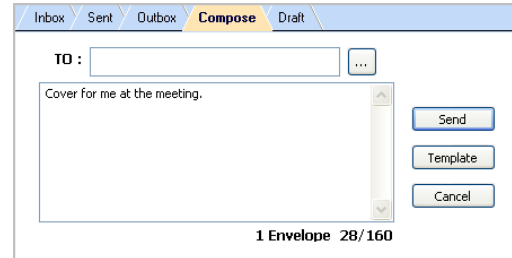 Inbox Sent Outbox Compose Draft
TO :
...
Cover for me at the meeting.
Send
Template
Cancel
1 Envelope 28/160